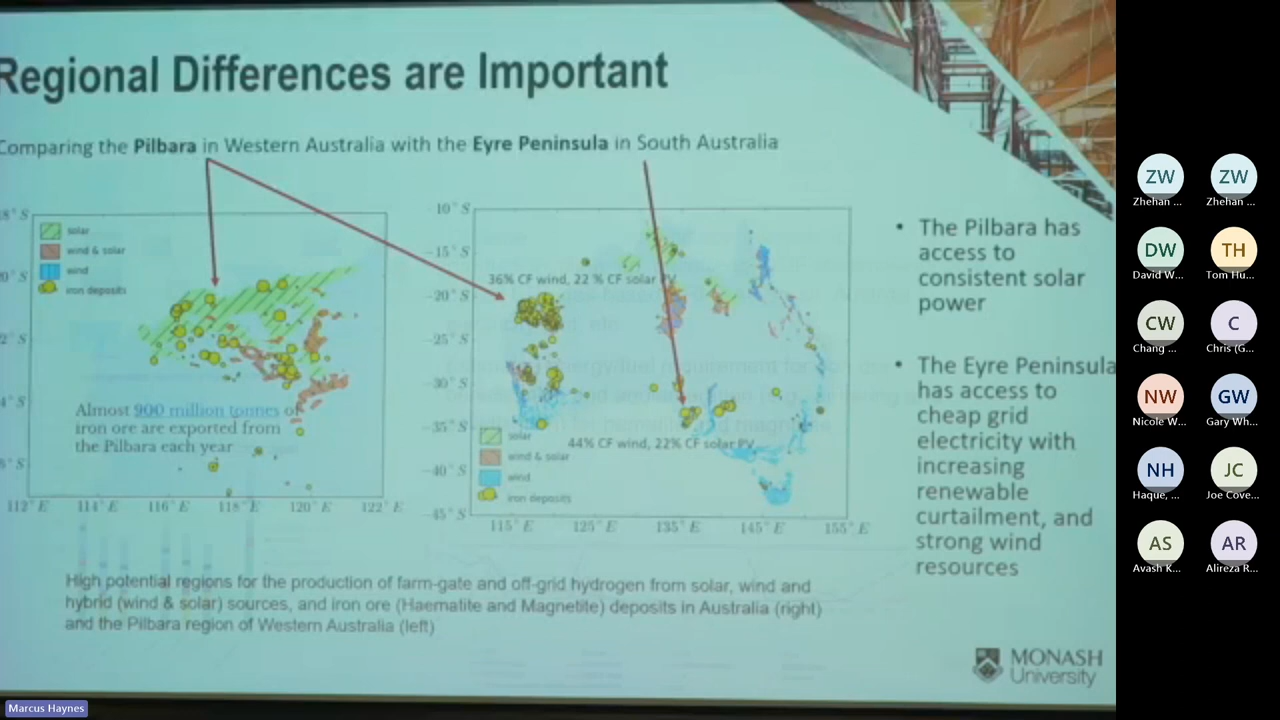 Regional Differences are Important
Comparing the Pilbara in Western Australia with the Eyre Peninsula in South Australia
solar
wind & solar
wind
iron deposits
Almost 900 million tonnes of
iron ore are exported from
the Pilbara each year
112° E 114° E 116° E 118° E 120° E 122° E
-10° S
-15° S
-20° S
-25° S
-30° S
-35° S
-40° S
-45° S
36% CF wind, 22 % CF solar PV
44% CF wind, 22% CF solar PV
solar
wind & solar
wind
iron deposits
115° E 125° E 135° E 145° E 155° E
• The Pilbara has
access to
consistent solar
power
• The Eyre Peninsula
has access to
cheap grid
electricity with
increasing
renewable
curtailment, and
strong wind
resources
High potential regions for the production of farm-gate and off-grid hydrogen from solar, wind and
hybrid (wind & solar) sources, and iron ore (Haematite and Magnetite) deposits in Australia (right)
and the Pilbara region of Western Australia (left)
MONASH
University
ZW ZW
Zhehan ... Zhehan ...
DW TH
David W... Tom Hu...
CW C
Chang ... Chris (G...
NW GW
Nicole W... Gary Wh...
NH JC
Haque, ... Joe Cove...
AS AR
Avash K... Alireza R...
Marcus Haynes